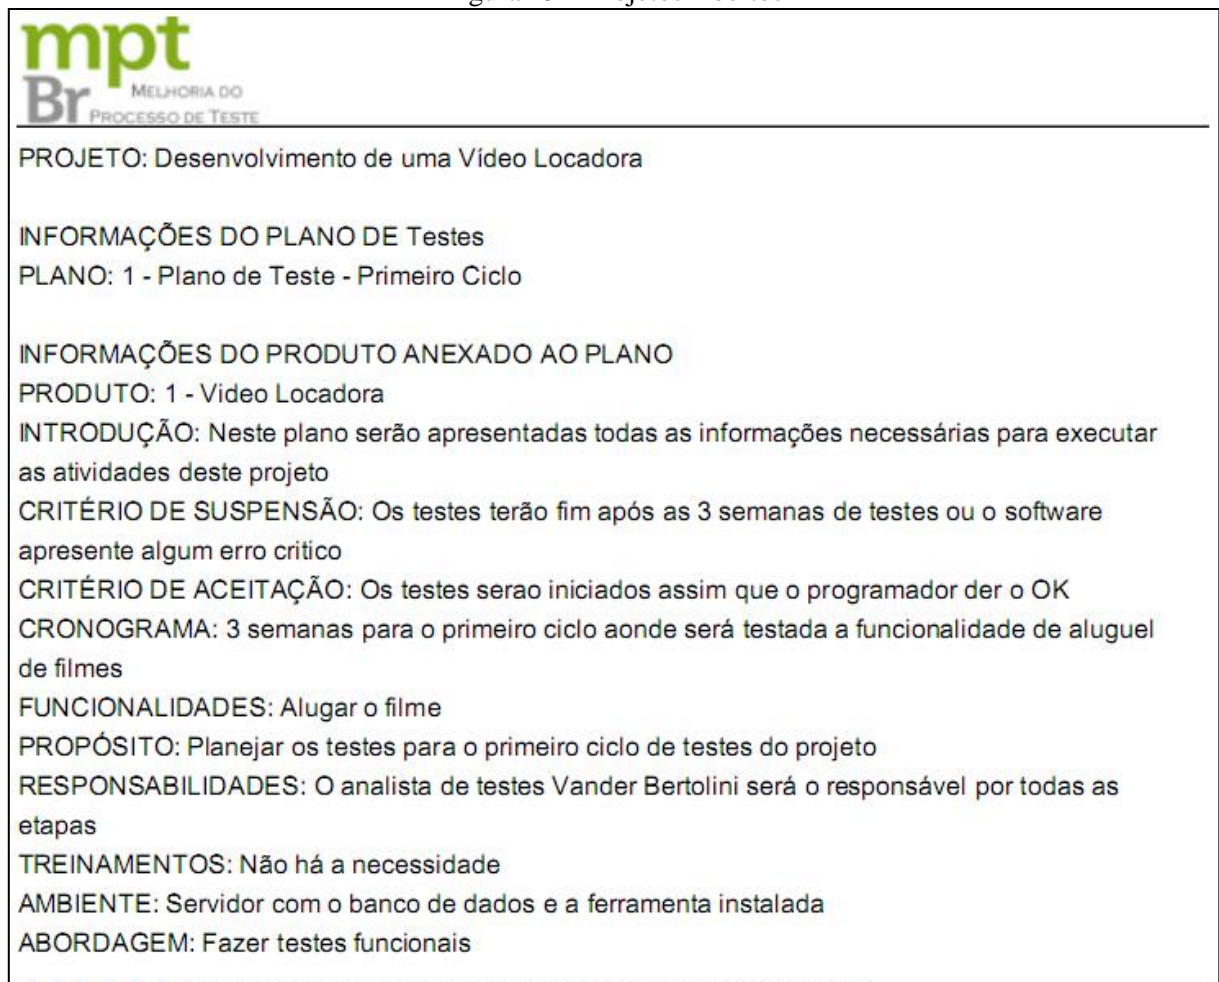 mpt
Br MELHORIA DO
PROCESSO DE TESTE
PROJETO: Desenvolvimento de uma Vídeo Locadora
INFORMAÇÕES DO PLANO DE Testes
PLANO: 1 - Plano de Teste - Primeiro Ciclo
INFORMAÇÕES DO PRODUTO ANEXADO AO PLANO
PRODUTO: 1 - Video Locadora
INTRODUÇÃO: Neste plano serão apresentadas todas as informações necessárias para executar
as atividades deste projeto
CRITÉRIO DE SUSPENSÃO: Os testes terão fim após as 3 semanas de testes ou o software
apresente algum erro critico
CRITÉRIO DE ACEITAÇÃO: Os testes serao iniciados assim que o programador der o OK
CRONOGRAMA: 3 semanas para o primeiro ciclo aonde será testada a funcionalidade de aluguel
de filmes
FUNCIONALIDADES: Alugar o filme
PROPÓSITO: Planejar os testes para o primeiro ciclo de testes do projeto
RESPONSABILIDADES: O analista de testes Vander Bertolini será o responsável por todas as
etapas
TREINAMENTOS: Não há a necessidade
AMBIENTE: Servidor com o banco de dados e a ferramenta instalada
ABORDAGEM: Fazer testes funcionais